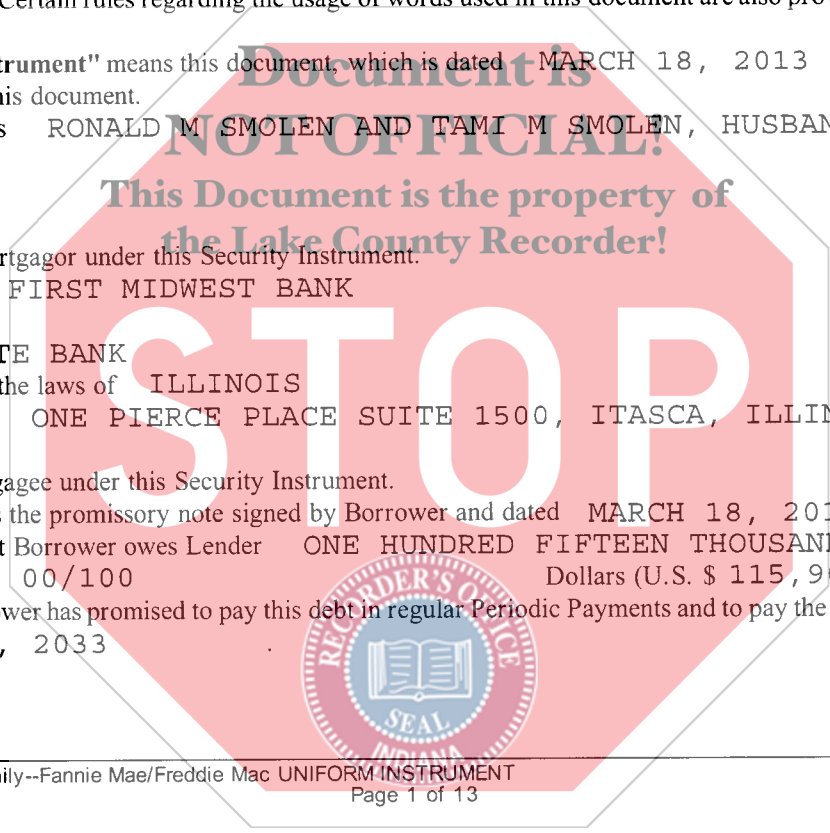 Certain rules regarding the usage of words used in this document are also pro
trument" means this document, which is dated MARCH 18, 2013
his document.
s RONALD M SMOLEN AND TAMI M SMOLEN, HUSBAN
rtgagor under this Security Instrument.
FIRST MIDWEST BANK
TE BANK
the laws of ILLINOIS
ONE PIERCE PLACE SUITE 1500, ITASCA, ILLIN
gagee under this Security Instrument.
s the promissory note signed by Borrower and dated MARCH 18, 201
t Borrower owes Lender ONE HUNDRED FIFTEEN THOUSAND
00/100 Dollars (U.S. $ 115,90
ower has promised to pay this debt in regular Periodic Payments and to pay the
, 2033
ily--Fannie Mae/Freddie Mac UNIFORM INSTRUMENT
Page 1 of 13
Document is
NOT OFFICIAL!
This Document is the property of
the Lake County Recorder!
STOP
RECORDER'S OFFICE
SEAL
INDIANA